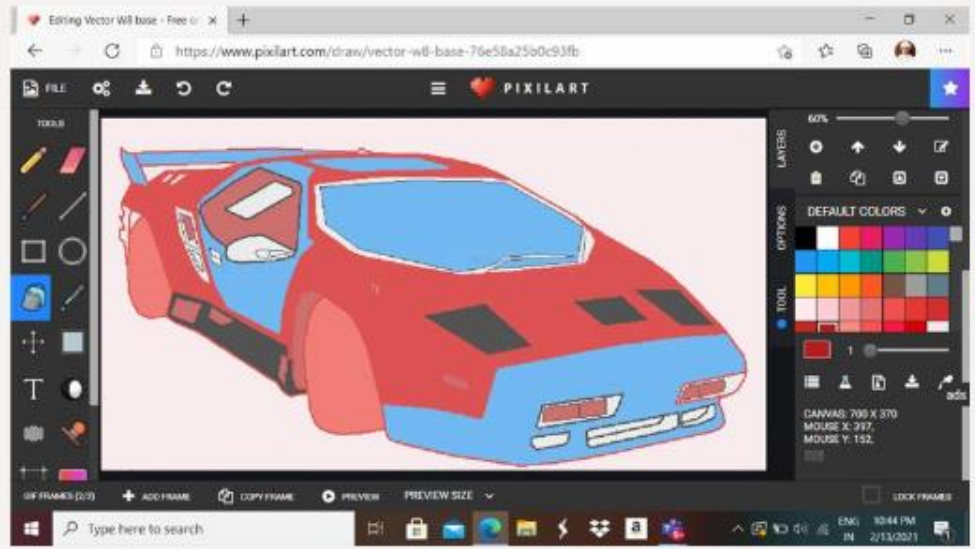 Editing Vector W8 base - Free on
https://www.pixilart.com/draw/vector-w8-base-76e58a25b0c93fb
FILE
PIXILART
TOOLS
60%
LAYERS
OPTIONS
TOOL
DEFAULT COLORS
1
ads
CANVAS: 700 X 370
MOUSE X: 397,
MOUSE Y: 152,
GIF FRAMES (2/2)
ADD FRAME
COPY FRAME
PREVIEW
PREVIEW SIZE
LOCK FRAMES
Type here to search
a
ENG
IN
10:44 PM
2/13/2021